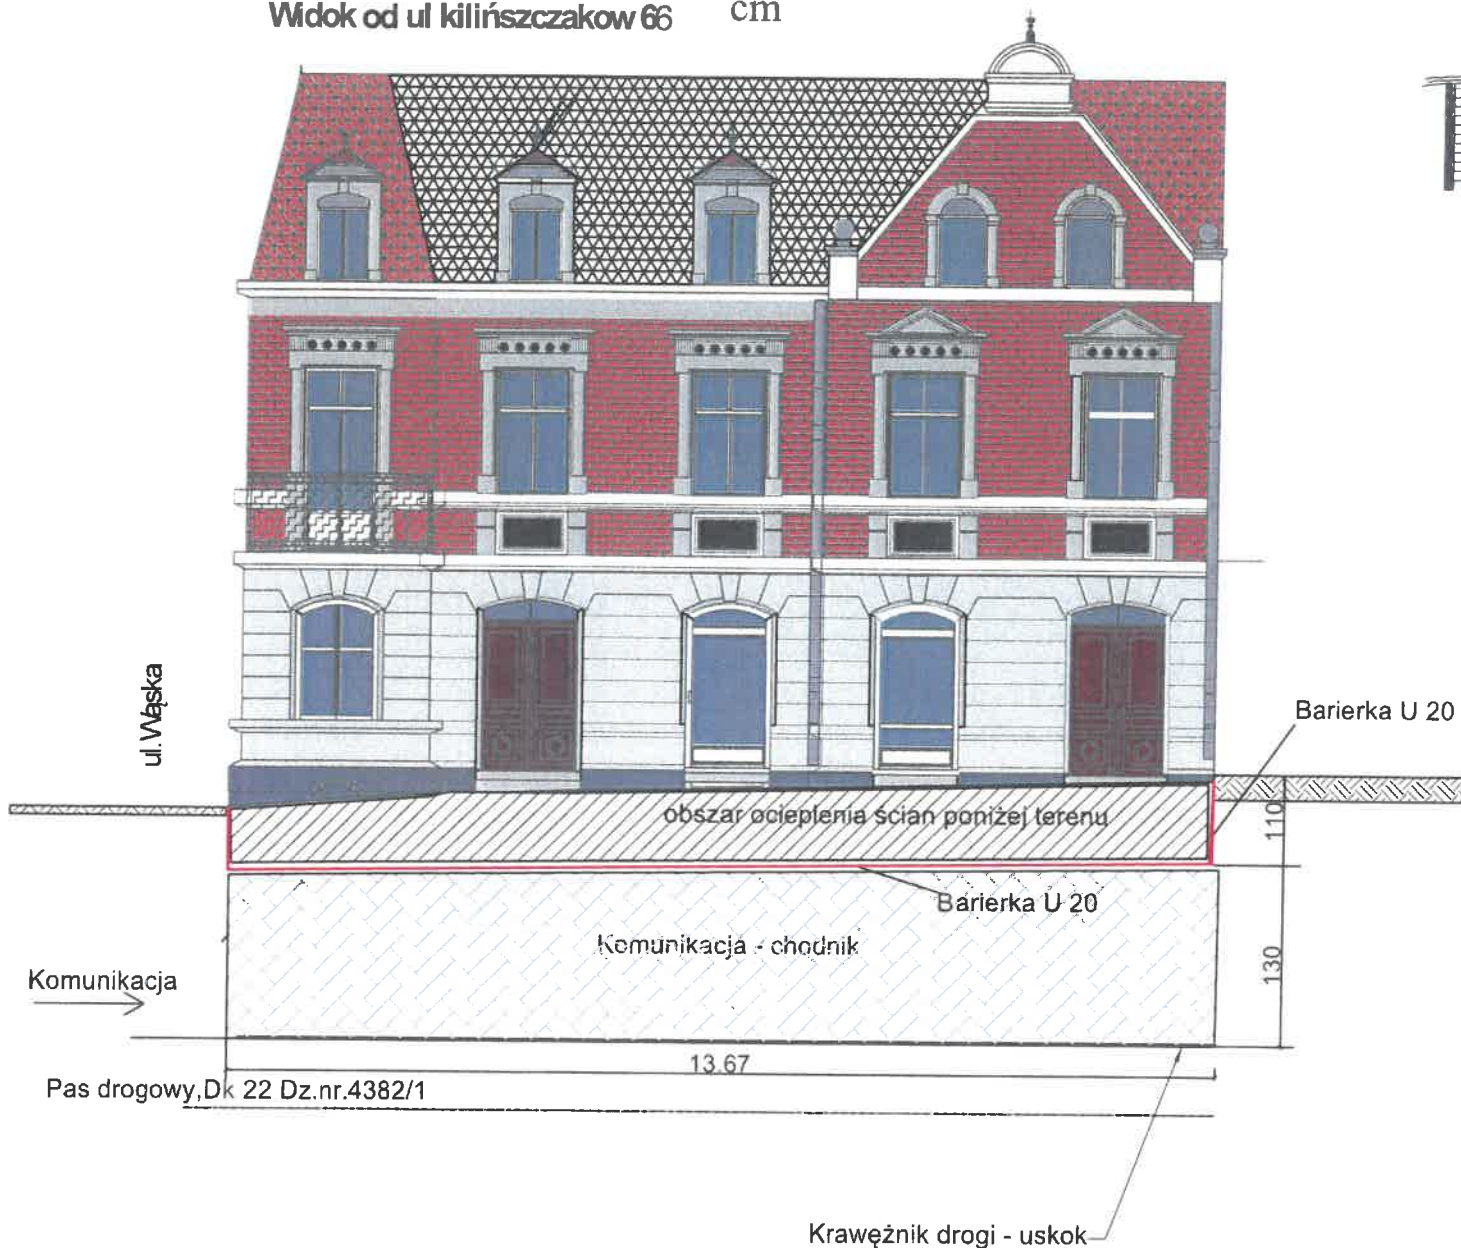 Widok od ul kilińszczakow 66 cm
ul.Wąska
Barierka U 20
obszar ocieplenia ścian poniżej terenu
110
Barierka U 20
Komunikacja - chodnik
130
Komunikacja
13.67
Pas drogowy,Dk 22 Dz.nr.4382/1
Krawężnik drogi - uskok